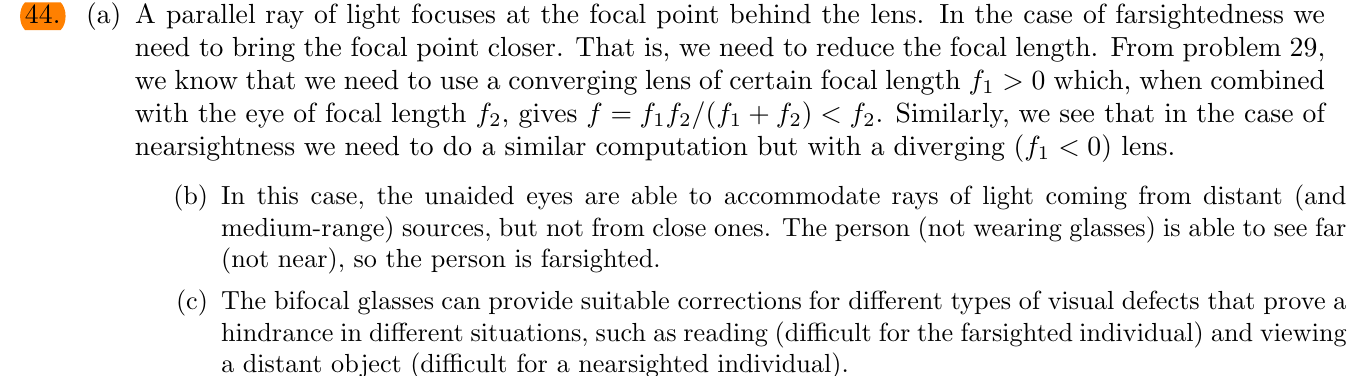 44. (a) A parallel ray of light focuses at the focal point behind the lens. In the case of farsightedness we
need to bring the focal point closer. That is, we need to reduce the focal length. From problem 29,
we know that we need to use a converging lens of certain focal length f₁ > 0 which, when combined
with the eye of focal length f₂, gives f = f₁f₂/(f₁ + f₂) < f₂. Similarly, we see that in the case of
nearsightness we need to do a similar computation but with a diverging (f₁ < 0) lens.
(b) In this case, the unaided eyes are able to accommodate rays of light coming from distant (and
medium-range) sources, but not from close ones. The person (not wearing glasses) is able to see far
(not near), so the person is farsighted.
(c) The bifocal glasses can provide suitable corrections for different types of visual defects that prove a
hindrance in different situations, such as reading (difficult for the farsighted individual) and viewing
a distant object (difficult for a nearsighted individual).